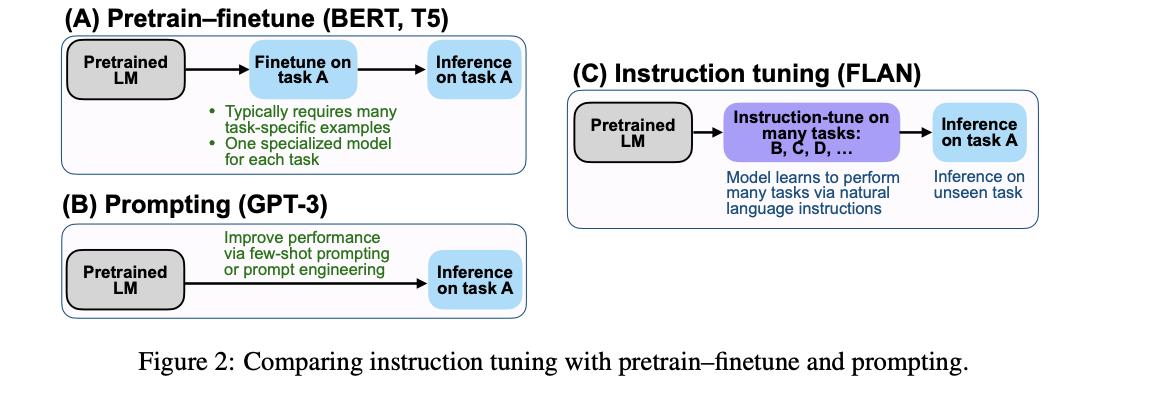 (A) Pretrain–finetune (BERT, T5)
Pretrained
LM
Finetune on
task A
Inference
on task A
• Typically requires many
task-specific examples
• One specialized model
for each task
(B) Prompting (GPT-3)
Pretrained
LM
Improve performance
via few-shot prompting
or prompt engineering
Inference
on task A
(C) Instruction tuning (FLAN)
Pretrained
LM
Instruction-tune on
many tasks:
B, C, D, …
Inference
on task A
Model learns to perform
many tasks via natural
language instructions
Inference on
unseen task
Figure 2: Comparing instruction tuning with pretrain–finetune and prompting.